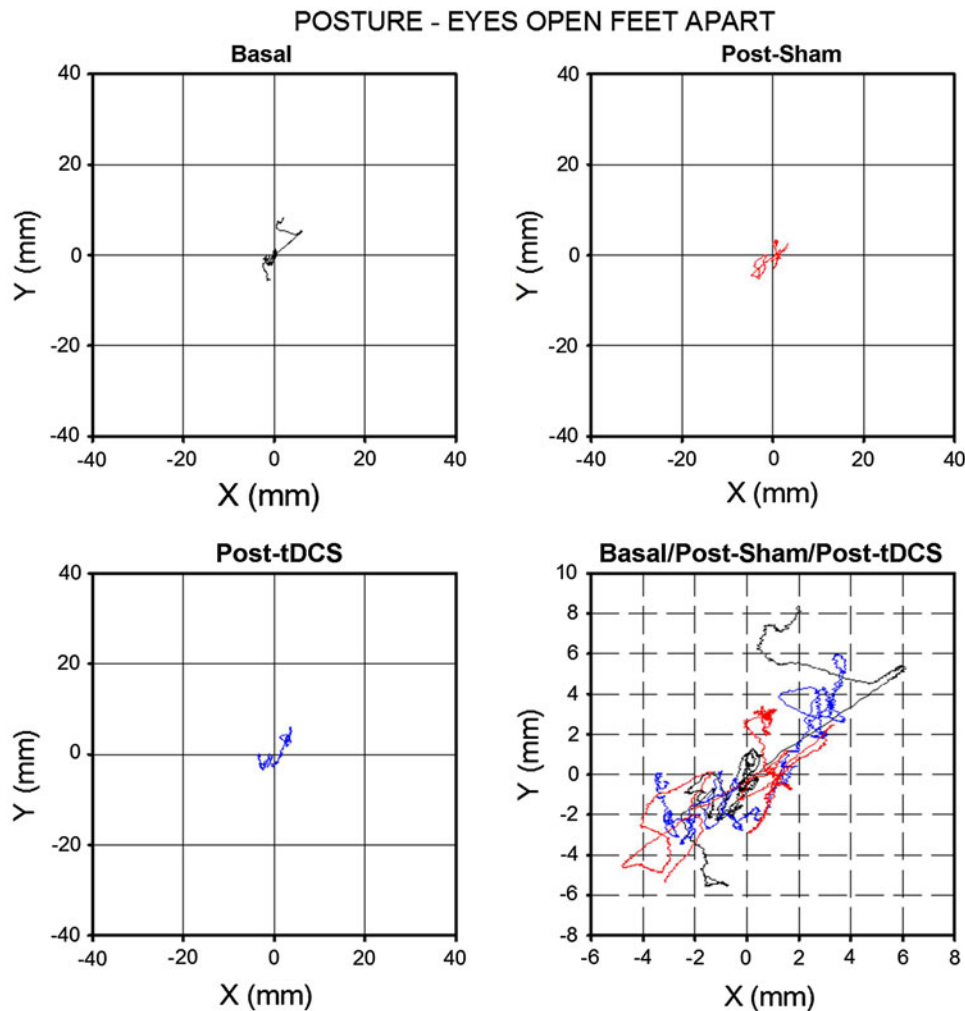 POSTURE - EYES OPEN FEET APART
Basal
40
20
0
-20
-40
-40 -20 0 20 40
Y (mm)
X (mm)
Post-Sham
40
20
0
-20
-40
-40 -20 0 20 40
Y (mm)
X (mm)
Post-tDCS
40
20
0
-20
-40
-40 -20 0 20 40
Y (mm)
X (mm)
Basal/Post-Sham/Post-tDCS
10
8
6
4
2
0
-2
-4
-6
-8
-6 -4 -2 0 2 4 6 8
Y (mm)
X (mm)